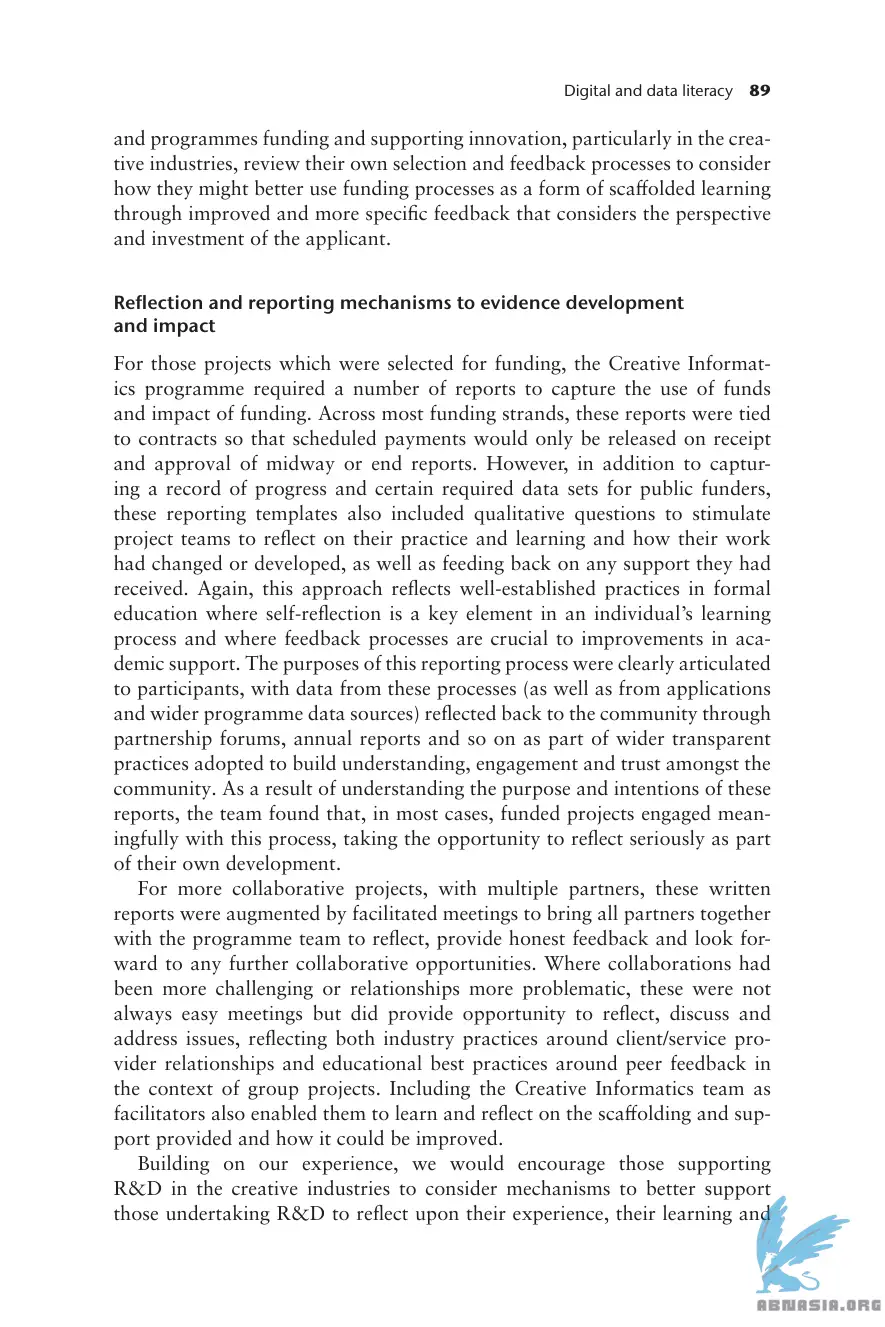 Digital and data literacy 89
and programmes funding and supporting innovation, particularly in the crea-
tive industries, review their own selection and feedback processes to consider
how they might better use funding processes as a form of scaffolded learning
through improved and more specific feedback that considers the perspective
and investment of the applicant.
Reflection and reporting mechanisms to evidence development
and impact
For those projects which were selected for funding, the Creative Informat-
ics programme required a number of reports to capture the use of funds
and impact of funding. Across most funding strands, these reports were tied
to contracts so that scheduled payments would only be released on receipt
and approval of midway or end reports. However, in addition to captur-
ing a record of progress and certain required data sets for public funders,
these reporting templates also included qualitative questions to stimulate
project teams to reflect on their practice and learning and how their work
had changed or developed, as well as feeding back on any support they had
received. Again, this approach reflects well-established practices in formal
education where self-reflection is a key element in an individual’s learning
process and where feedback processes are crucial to improvements in aca-
demic support. The purposes of this reporting process were clearly articulated
to participants, with data from these processes (as well as from applications
and wider programme data sources) reflected back to the community through
partnership forums, annual reports and so on as part of wider transparent
practices adopted to build understanding, engagement and trust amongst the
community. As a result of understanding the purpose and intentions of these
reports, the team found that, in most cases, funded projects engaged mean-
ingfully with this process, taking the opportunity to reflect seriously as part
of their own development.
For more collaborative projects, with multiple partners, these written
reports were augmented by facilitated meetings to bring all partners together
with the programme team to reflect, provide honest feedback and look for-
ward to any further collaborative opportunities. Where collaborations had
been more challenging or relationships more problematic, these were not
always easy meetings but did provide opportunity to reflect, discuss and
address issues, reflecting both industry practices around client/service pro-
vider relationships and educational best practices around peer feedback in
the context of group projects. Including the Creative Informatics team as
facilitators also enabled them to learn and reflect on the scaffolding and sup-
port provided and how it could be improved.
Building on our experience, we would encourage those supporting
R&D in the creative industries to consider mechanisms to better support
those undertaking R&D to reflect upon their experience, their learning and
ABNASIA.ORG